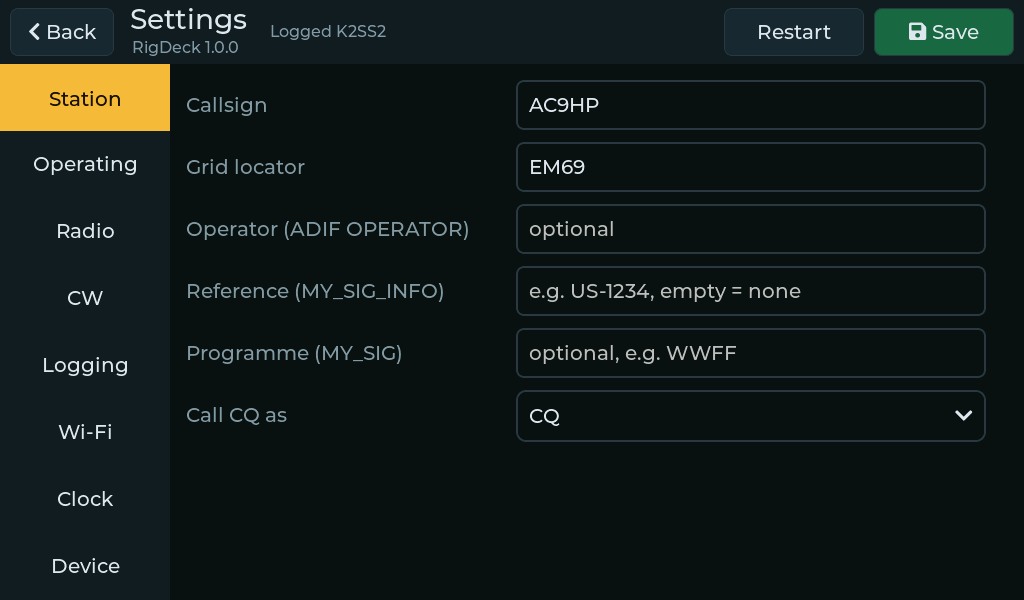 Back
Settings
RigDeck 1.0.0
Logged K2SS2
Restart
Save
Station
Operating
Radio
CW
Logging
Wi-Fi
Clock
Device
Callsign
AC9HP
Grid locator
EM69
Operator (ADIF OPERATOR)
optional
Reference (MY_SIG_INFO)
e.g. US-1234, empty = none
Programme (MY_SIG)
optional, e.g. WWFF
Call CQ as
CQ